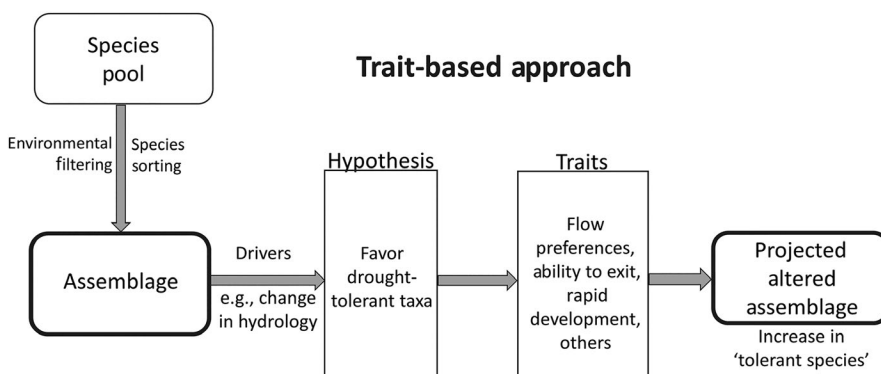 Species
pool
Trait-based approach
Environmental
filtering
Species
sorting
Assemblage
Drivers
e.g., change
in hydrology
Hypothesis
Favor
drought-
tolerant taxa
Traits
Flow
preferences,
ability to exit,
rapid
development,
others
Projected
altered
assemblage
Increase in
‘tolerant species’